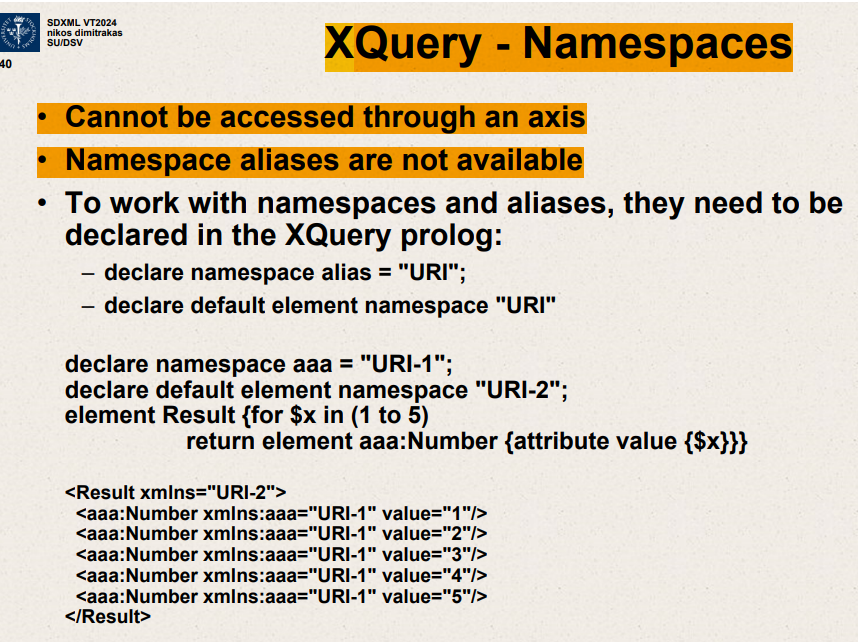 SDXML VT2024
nikos dimitrakas
SU/DSV
40
XQuery - Namespaces
• Cannot be accessed through an axis
• Namespace aliases are not available
• To work with namespaces and aliases, they need to be
declared in the XQuery prolog:
– declare namespace alias = "URI";
– declare default element namespace "URI"
declare namespace aaa = "URI-1";
declare default element namespace "URI-2";
element Result {for $x in (1 to 5)
return element aaa:Number {attribute value {$x}}}
<Result xmlns="URI-2">
<aaa:Number xmlns:aaa="URI-1" value="1"/>
<aaa:Number xmlns:aaa="URI-1" value="2"/>
<aaa:Number xmlns:aaa="URI-1" value="3"/>
<aaa:Number xmlns:aaa="URI-1" value="4"/>
<aaa:Number xmlns:aaa="URI-1" value="5"/>
</Result>